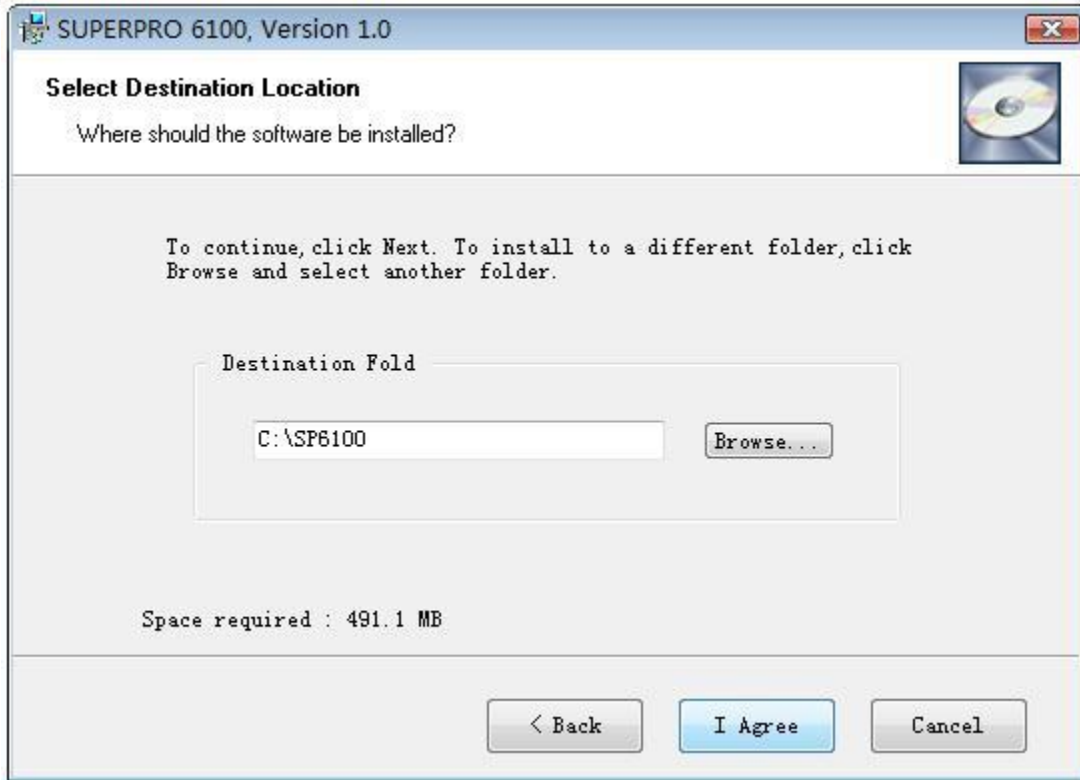 SUPERPRO 6100, Version 1.0
Select Destination Location
Where should the software be installed?
To continue, click Next. To install to a different folder, click
Browse and select another folder.
Destination Fold
C:\SP6100
Browse...
Space required : 491.1 MB
< Back
I Agree
Cancel